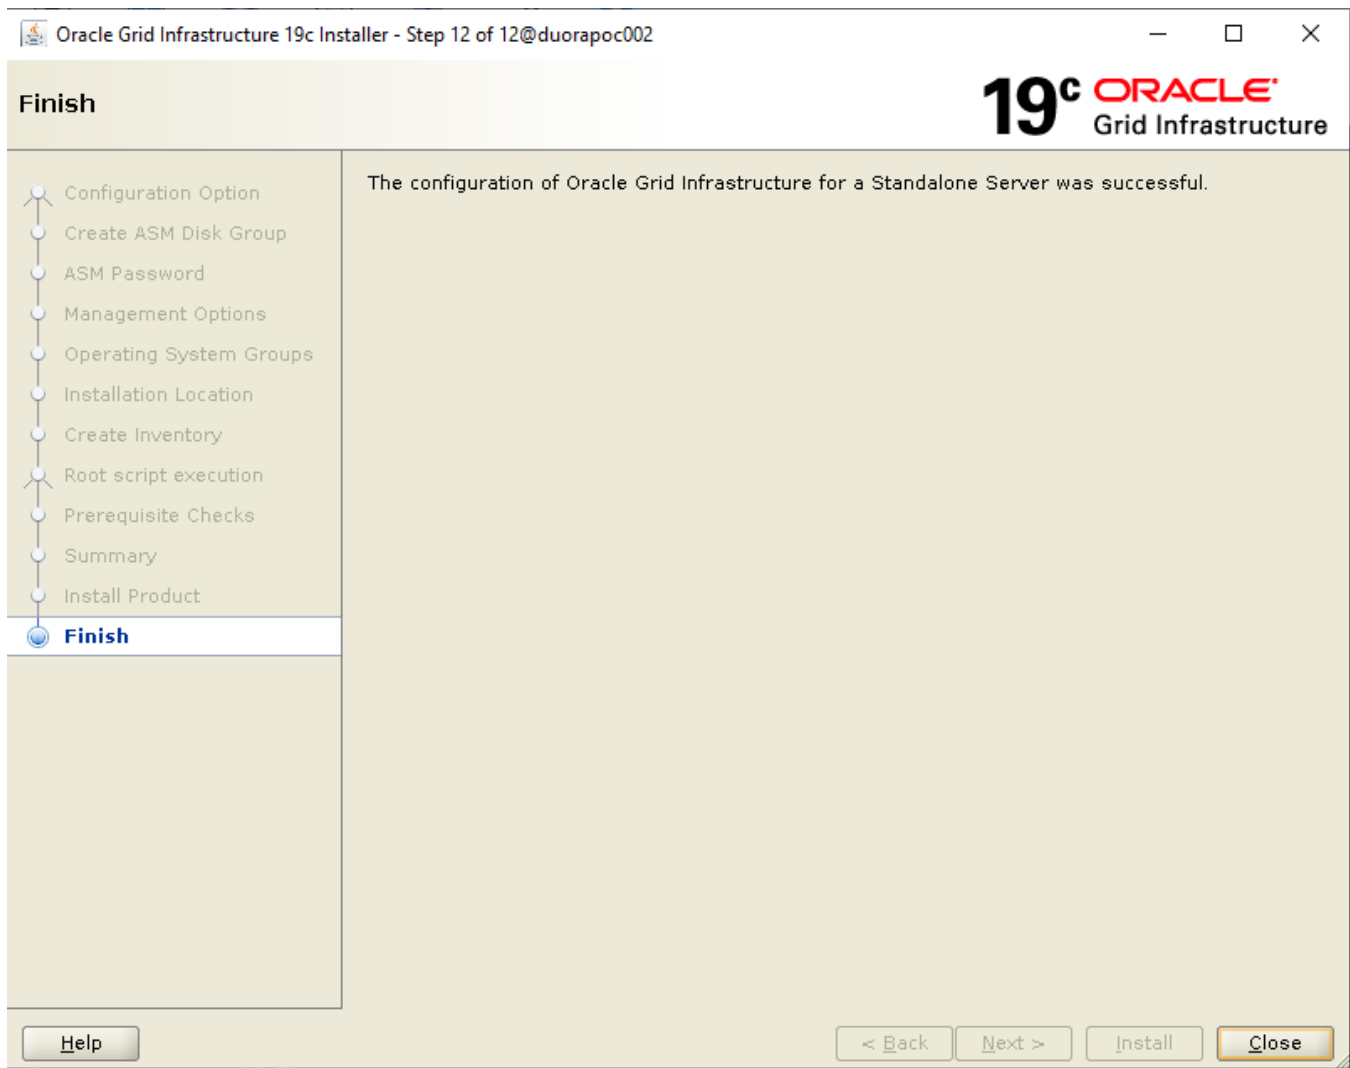 Oracle Grid Infrastructure 19c Installer - Step 12 of 12@duorapoc002
Finish
19c ORACLE
Grid Infrastructure
Configuration Option
Create ASM Disk Group
ASM Password
Management Options
Operating System Groups
Installation Location
Create Inventory
Root script execution
Prerequisite Checks
Summary
Install Product
Finish
The configuration of Oracle Grid Infrastructure for a Standalone Server was successful.
Help
< Back
Next >
Install
Close